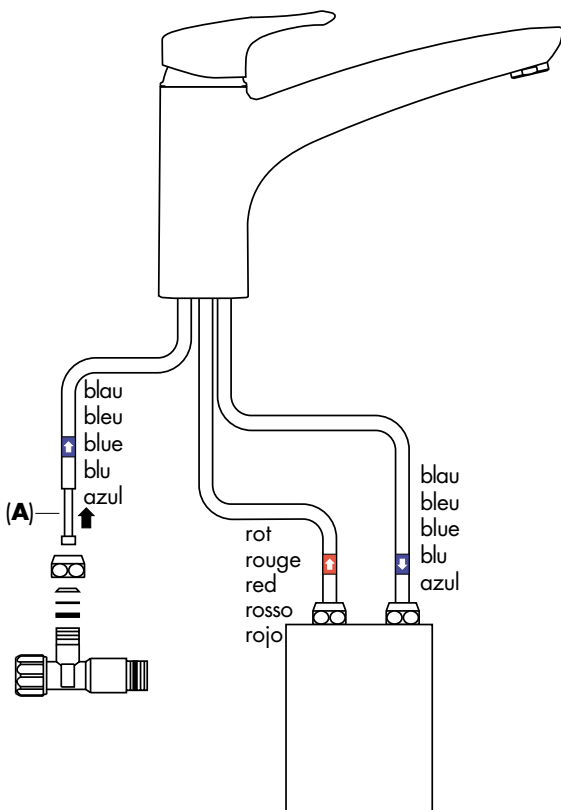 blau
bleu
blue
blu
azul
(A)
rot
rouge
red
rosso
rojo
blau
bleu
blue
blu
azul